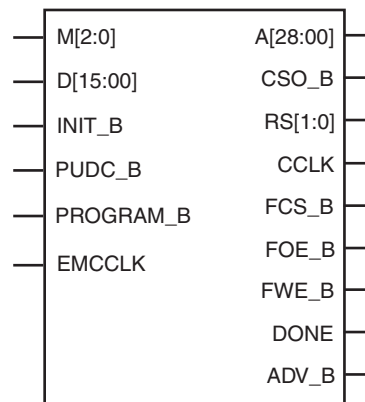 M[2:0]
D[15:00]
INIT_B
PUDC_B
PROGRAM_B
EMCCLK
A[28:00]
CSO_B
RS[1:0]
CCLK
FCS_B
FOE_B
FWE_B
DONE
ADV_B